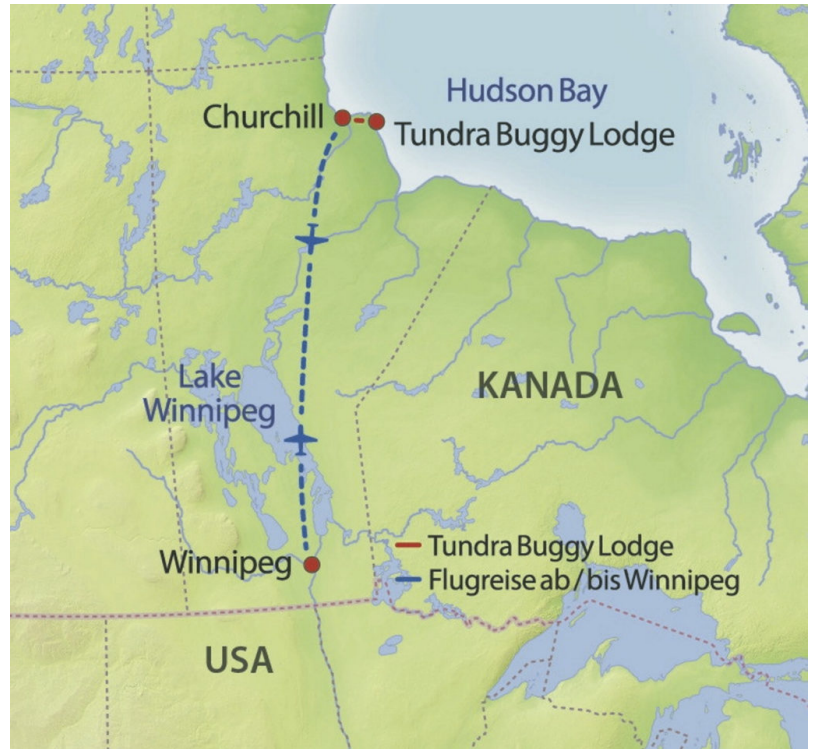 Hudson Bay
Churchill
Tundra Buggy Lodge
Lake
Winnipeg
KANADA
Winnipeg
Tundra Buggy Lodge
Flugreise ab / bis Winnipeg
USA